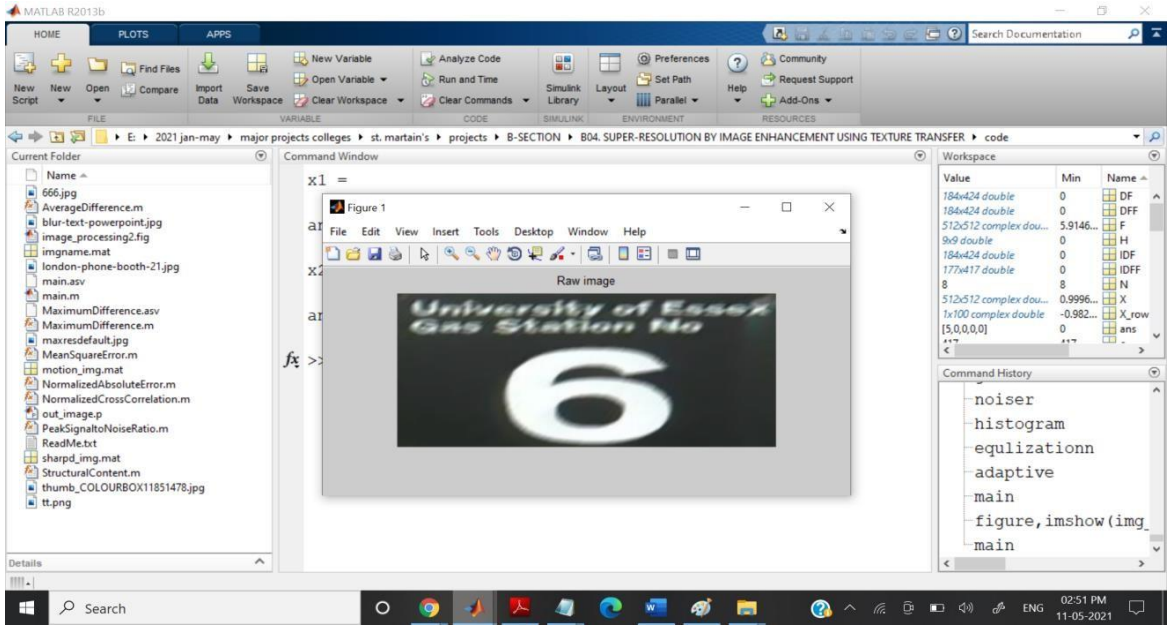 MATLAB R2013b
HOME PLOTS APPS
Search Documentation
New Script
New
Open
Find Files
Compare
Import Data
Save Workspace
New Variable
Open Variable
Clear Workspace
Analyze Code
Run and Time
Clear Commands
Simulink Library
Layout
Preferences
Set Path
Parallel
Help
Community
Request Support
Add-Ons
FILE VARIABLE CODE SIMULINK ENVIRONMENT RESOURCES
E: 2021 jan-may major projects colleges st. martain's projects B-SECTION B04. SUPER-RESOLUTION BY IMAGE ENHANCEMENT USING TEXTURE TRANSFER code
Current Folder
Name
666.jpg
AverageDifference.m
blur-text-powerpoint.jpg
image_processing2.fig
imgname.mat
london-phone-booth-21.jpg
main.asv
main.m
MaximumDifference.asv
MaximumDifference.m
maxresdefault.jpg
MeanSquareError.m
motion_img.mat
NormalizedAbsoluteError.m
NormalizedCrossCorrelation.m
out_image.p
PeakSignaltoNoiseRatio.m
ReadMe.txt
sharpd_img.mat
StructuralContent.m
thumb_COLOURBOX11851478.jpg
tt.png
Details
Command Window
x1 =
ar
x2
ar
fx >>
Figure 1
File Edit View Insert Tools Desktop Window Help
Raw image
University of Essex
Gas Station No
6
Workspace
Value Min Name
184x424 double 0 DF
184x424 double 0 DFF
512x512 complex dou... 5.9146... F
9x9 double 0 H
184x424 double 0 IDF
177x417 double 0 IDFF
8 8 N
512x512 complex dou... 0.9996... X
1x100 complex double -0.982... X_row
[5,0,0,0,0] 0 ans
Command History
noiser
histogram
equlizationn
adaptive
main
figure,imshow(img_
main
Search
ENG
02:51 PM
11-05-2021